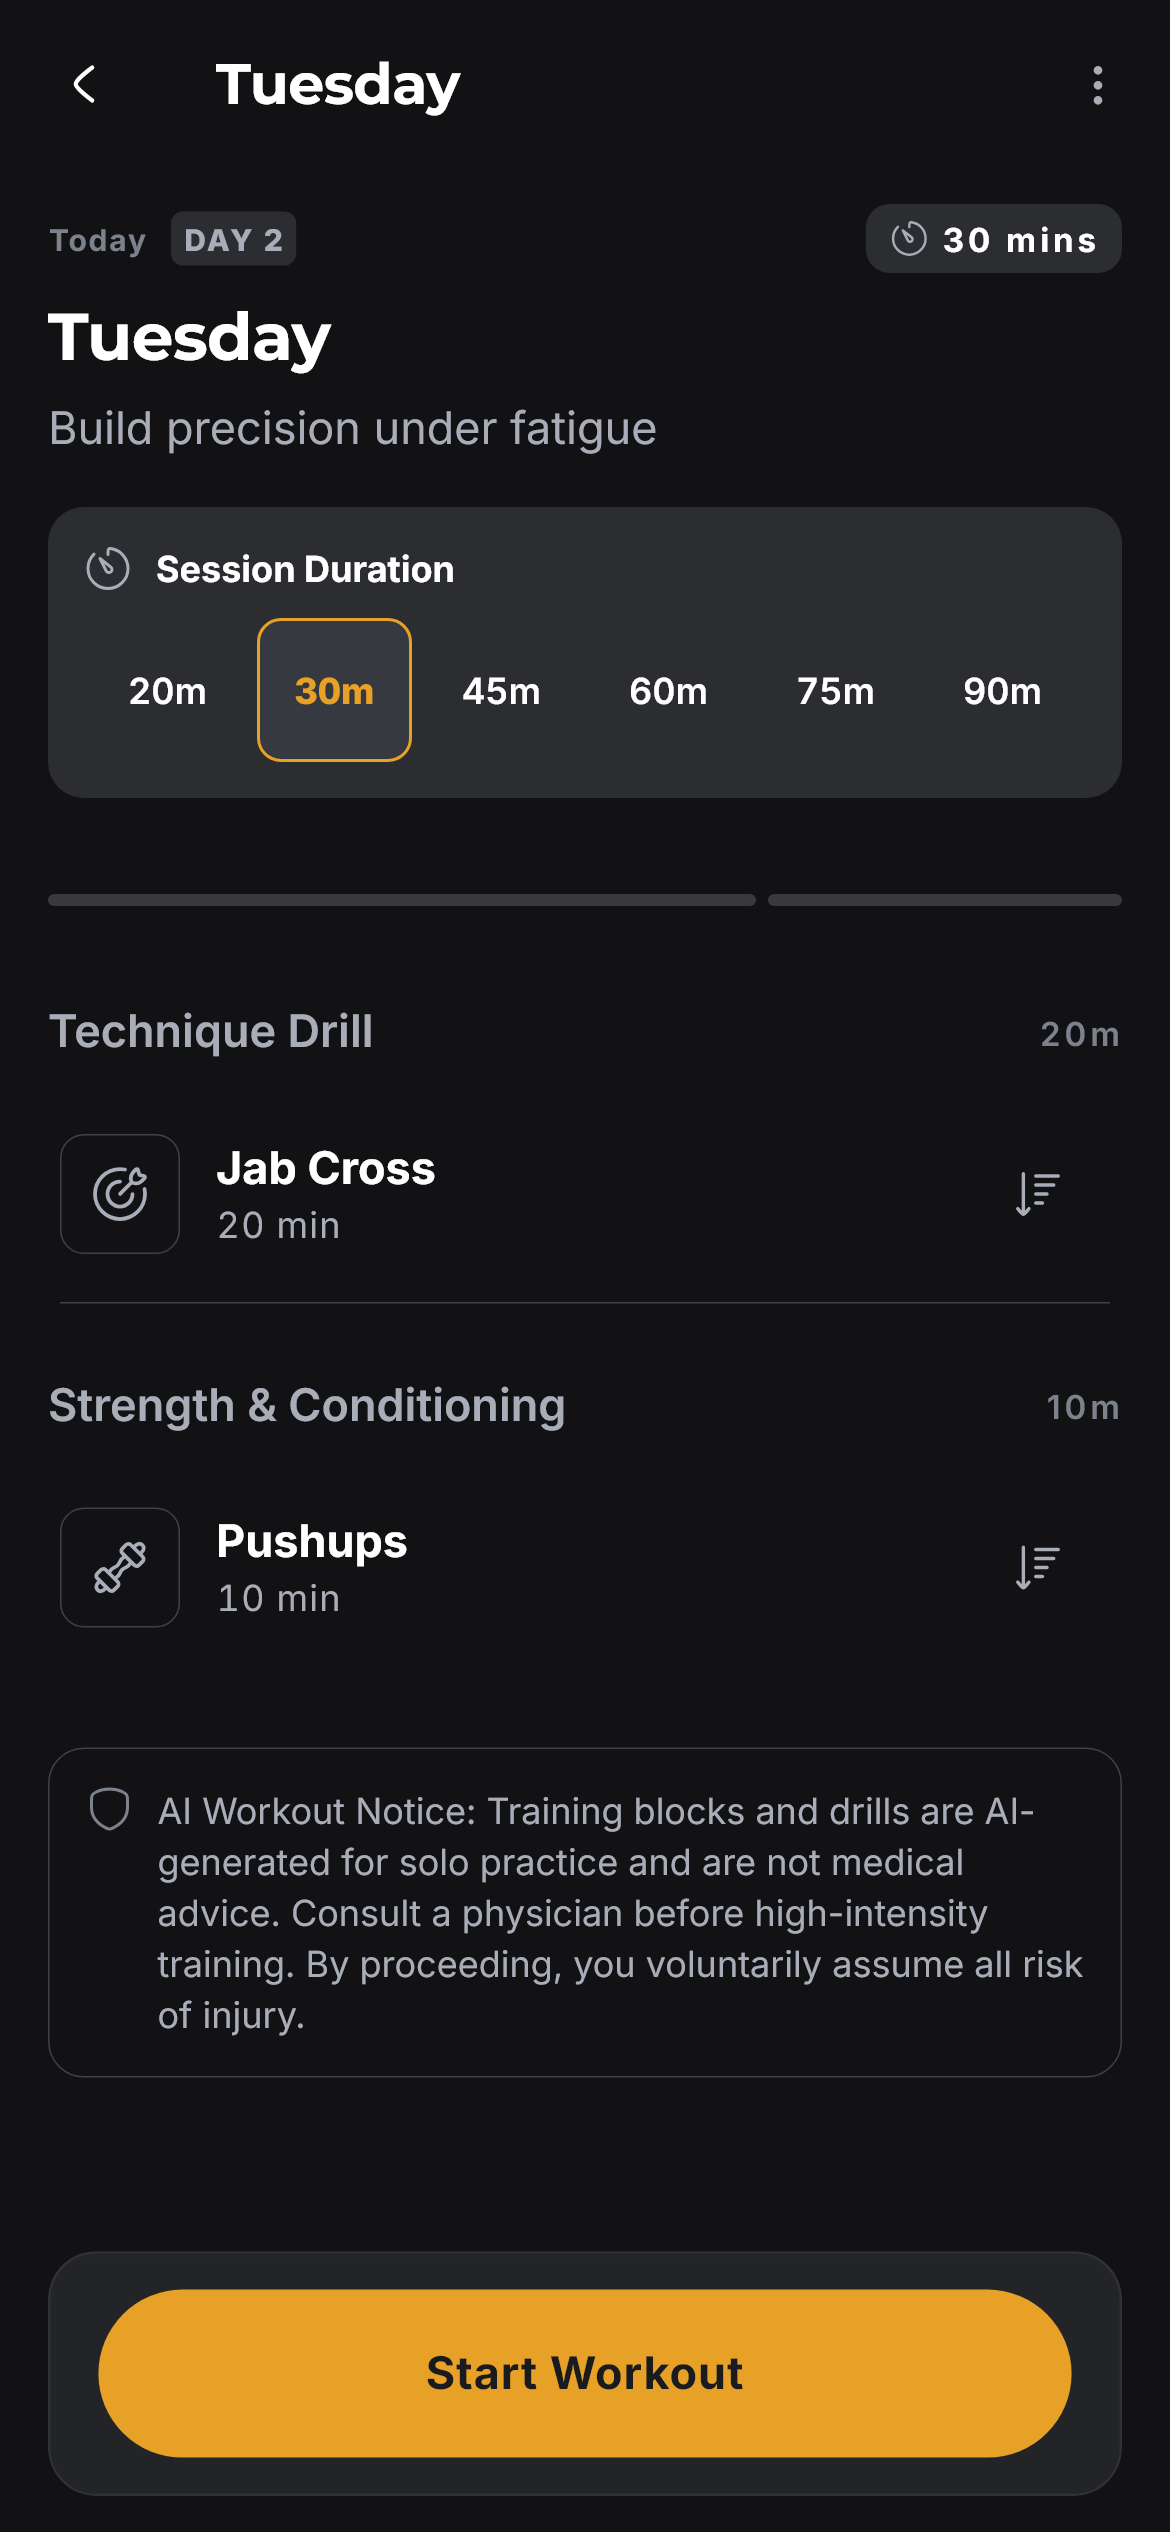 Tuesday
Today DAY 2 30 mins
Tuesday
Build precision under fatigue
Session Duration
20m 30m 45m 60m 75m 90m
Technique Drill 20m
Jab Cross
20 min
Strength & Conditioning 10m
Pushups
10 min
AI Workout Notice: Training blocks and drills are AI-
generated for solo practice and are not medical
advice. Consult a physician before high-intensity
training. By proceeding, you voluntarily assume all risk
of injury.
Start Workout